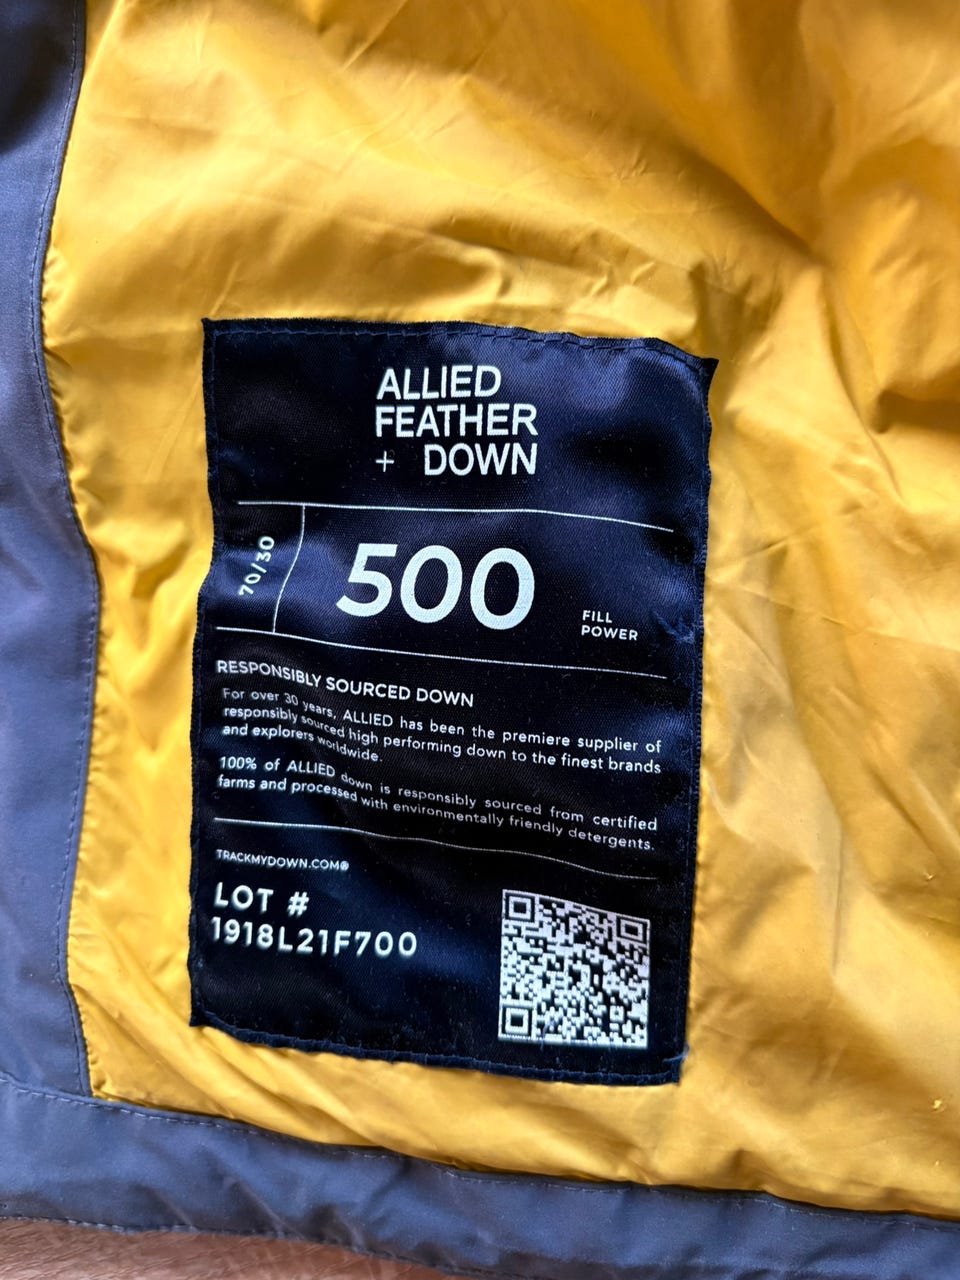 ALLIED
FEATHER
+ DOWN
70/30
500
FILL
POWER
RESPONSIBLY SOURCED DOWN
For over 30 years, ALLIED has been the premiere supplier of
responsibly sourced high performing down to the finest brands
and explorers worldwide.
100% of ALLIED down is responsibly sourced from certified
farms and processed with environmentally friendly detergents.
TRACKMYDOWN.COM®
LOT #
1918L21F700